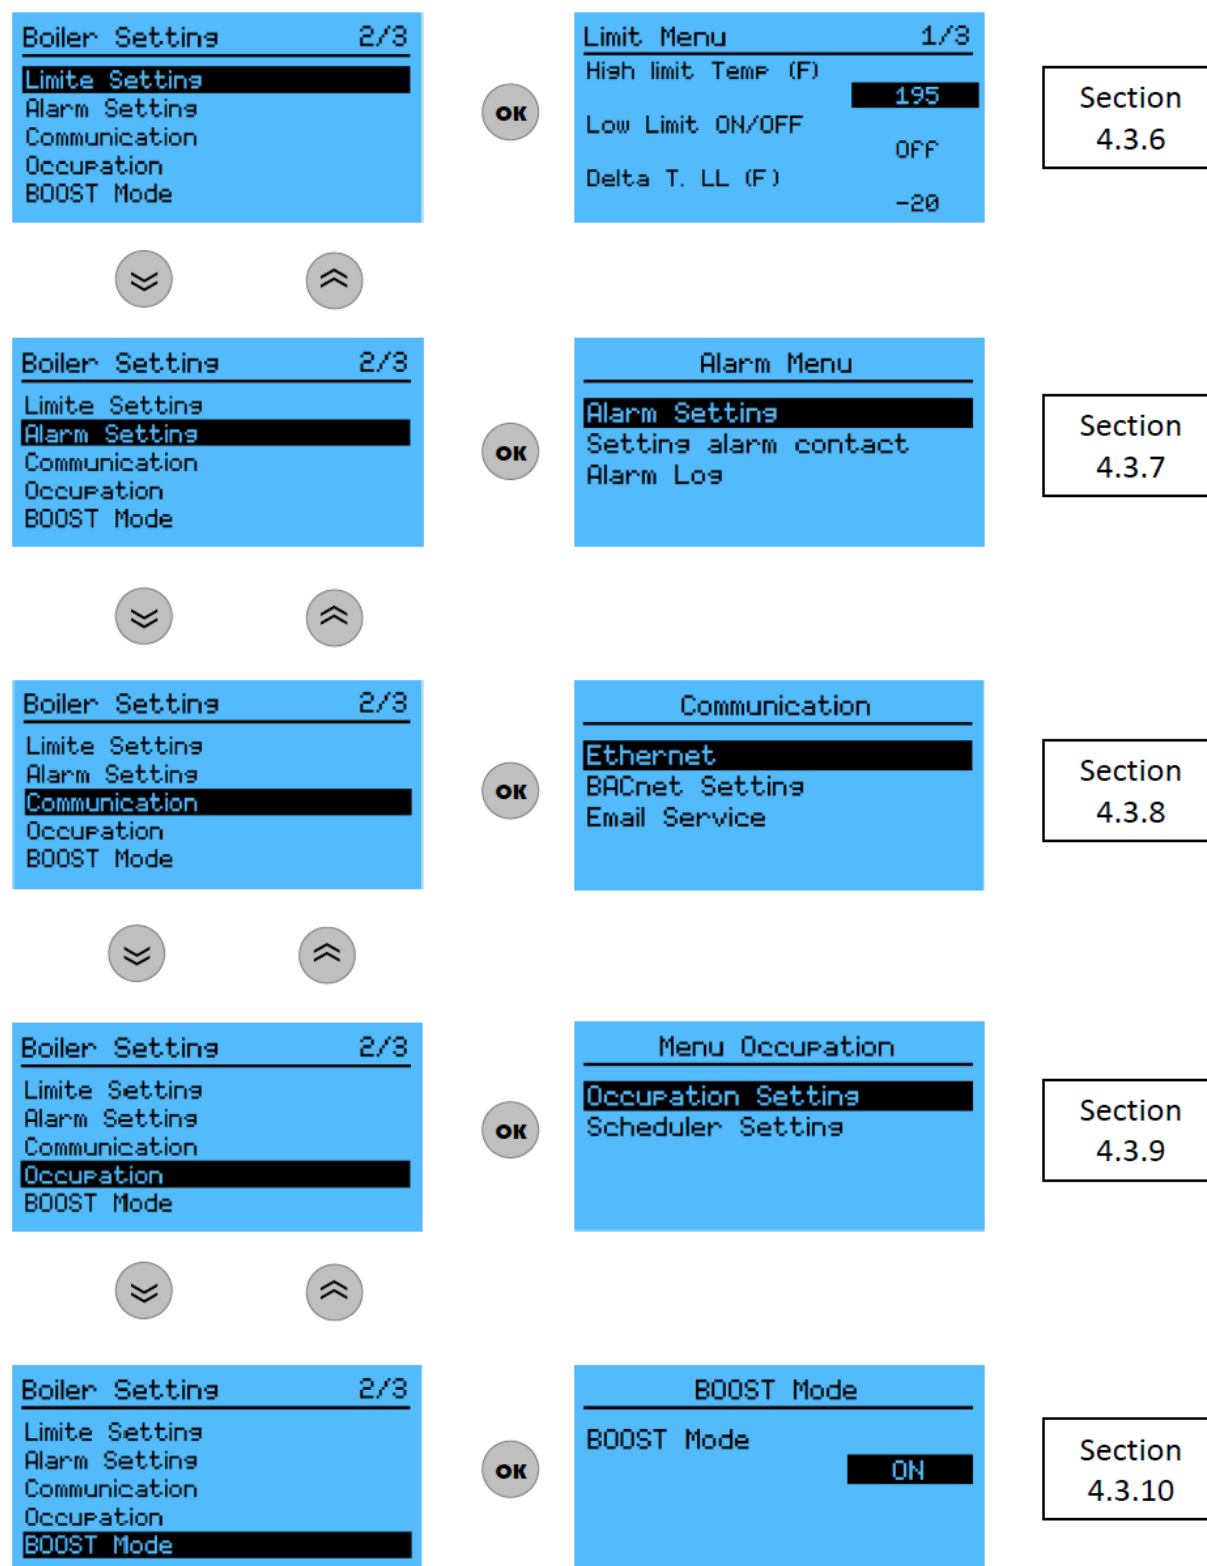 Boiler Setting 2/3
Limite Setting
Alarm Setting
Communication
Occupation
BOOST Mode
OK
Limit Menu 1/3
High limit Temp (F)
195
Low Limit ON/OFF
Off
Delta T. LL (F)
-20
Section
4.3.6
Boiler Setting 2/3
Limite Setting
Alarm Setting
Communication
Occupation
BOOST Mode
OK
Alarm Menu
Alarm Setting
Setting alarm contact
Alarm Log
Section
4.3.7
Boiler Setting 2/3
Limite Setting
Alarm Setting
Communication
Occupation
BOOST Mode
OK
Communication
Ethernet
BACnet Setting
Email Service
Section
4.3.8
Boiler Setting 2/3
Limite Setting
Alarm Setting
Communication
Occupation
BOOST Mode
OK
Menu Occupation
Occupation Setting
Scheduler Setting
Section
4.3.9
Boiler Setting 2/3
Limite Setting
Alarm Setting
Communication
Occupation
BOOST Mode
OK
BOOST Mode
BOOST Mode
ON
Section
4.3.10